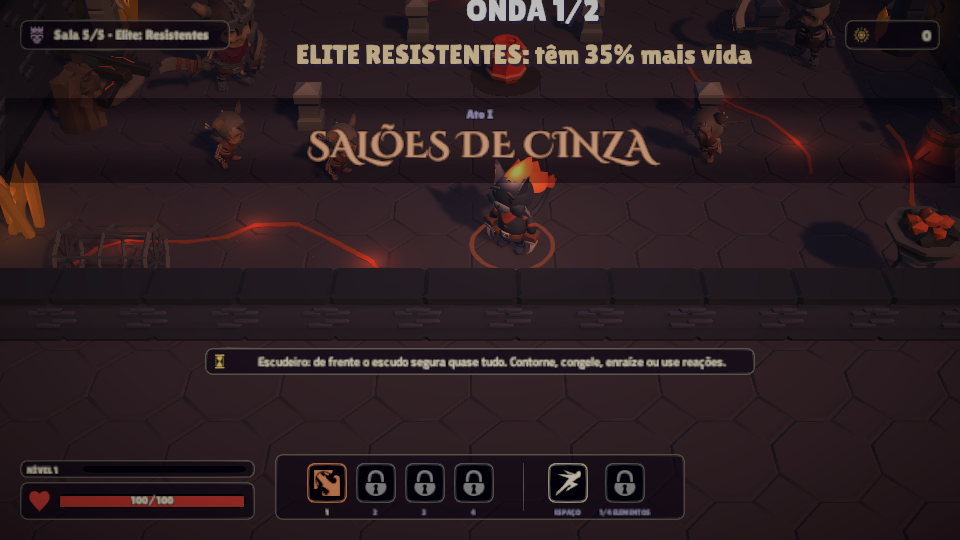 ONDA 1/2
Sala 5/5 - Elite: Resistentes
0
ELITE RESISTENTES: têm 35% mais vida
Ato I
SALÕES DE CINZA
Escudeiro: de frente o escudo segura quase tudo. Contorne, congele, enraíze ou use reações.
NÍVEL 1
100/100
1
2
3
4
ESPAÇO
1/4 ELEMENTOS